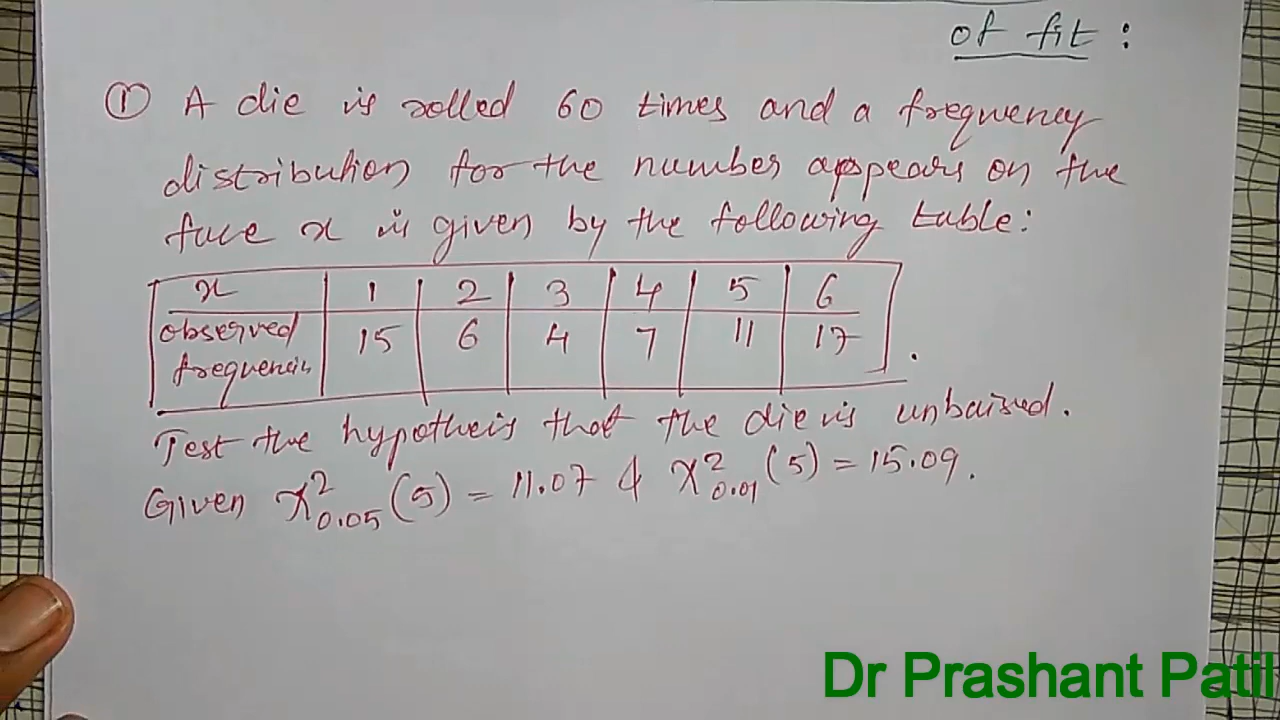 of fit :
① A die is rolled 60 times and a frequency
distribution for the number appears on the
face x is given by the following table:
x 1 2 3 4 5 6
observed frequencies 15 6 4 7 11 17 .
Test the hypotheis that the die is unbaised.
Given χ²0.05 (5) = 11.07 & χ²0.01 (5) = 15.09.
Dr Prashant Patil